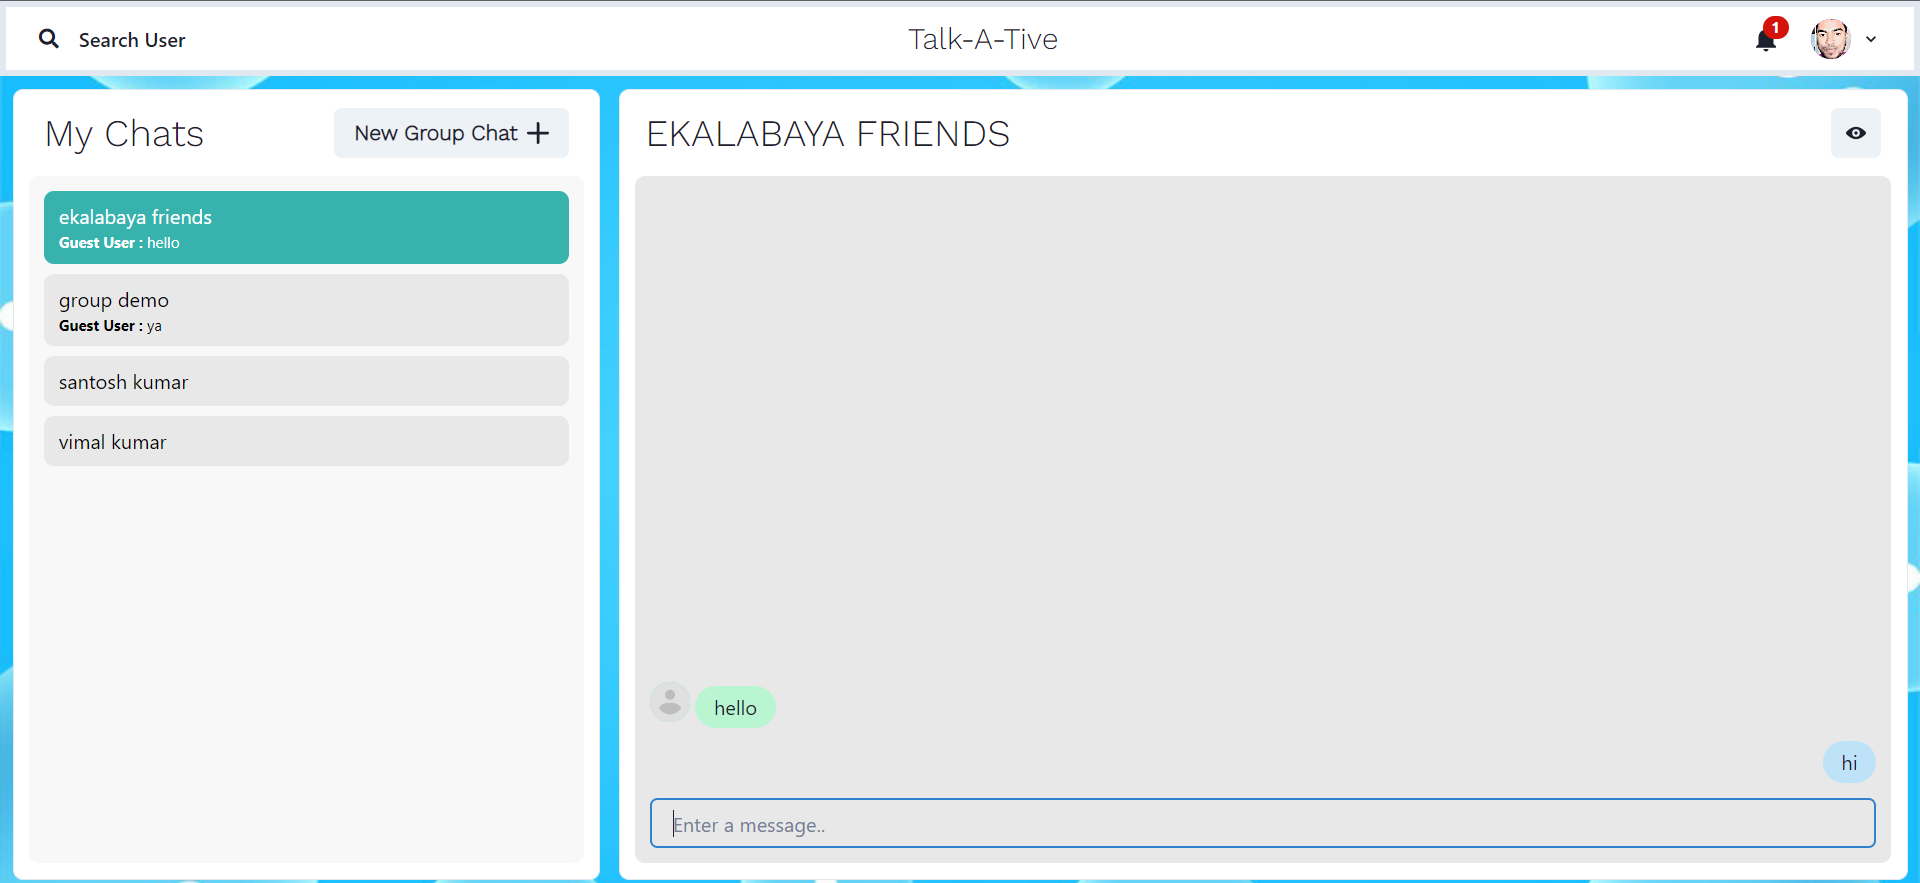 Search User
Talk-A-Tive
1
My Chats
New Group Chat +
ekalabaya friends
Guest User : hello
group demo
Guest User : ya
santosh kumar
vimal kumar
EKALABAYA FRIENDS
hello
hi
Enter a message..